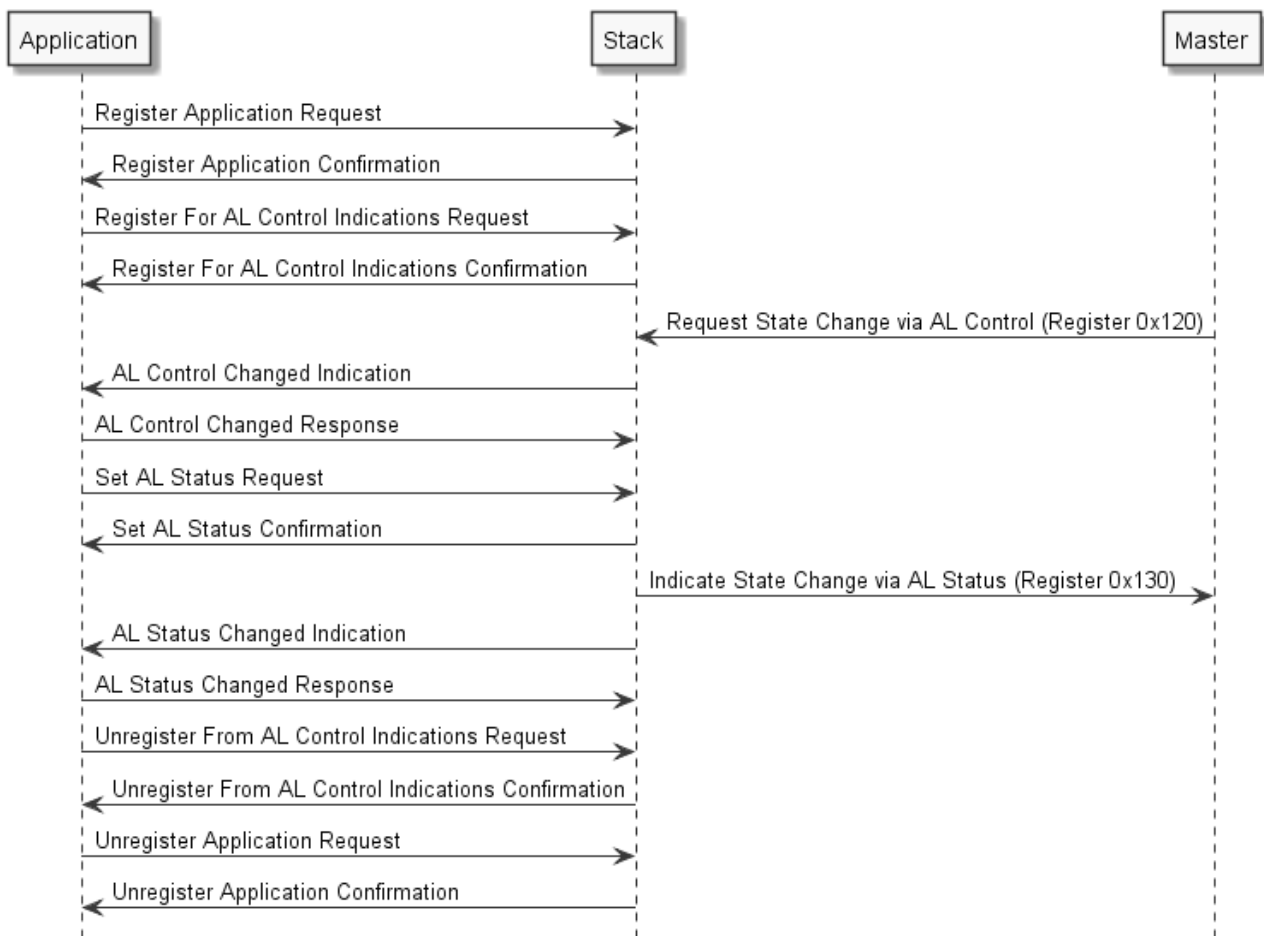 Application
Stack
Master
Register Application Request
Register Application Confirmation
Register For AL Control Indications Request
Register For AL Control Indications Confirmation
Request State Change via AL Control (Register 0x120)
AL Control Changed Indication
AL Control Changed Response
Set AL Status Request
Set AL Status Confirmation
Indicate State Change via AL Status (Register 0x130)
AL Status Changed Indication
AL Status Changed Response
Unregister From AL Control Indications Request
Unregister From AL Control Indications Confirmation
Unregister Application Request
Unregister Application Confirmation